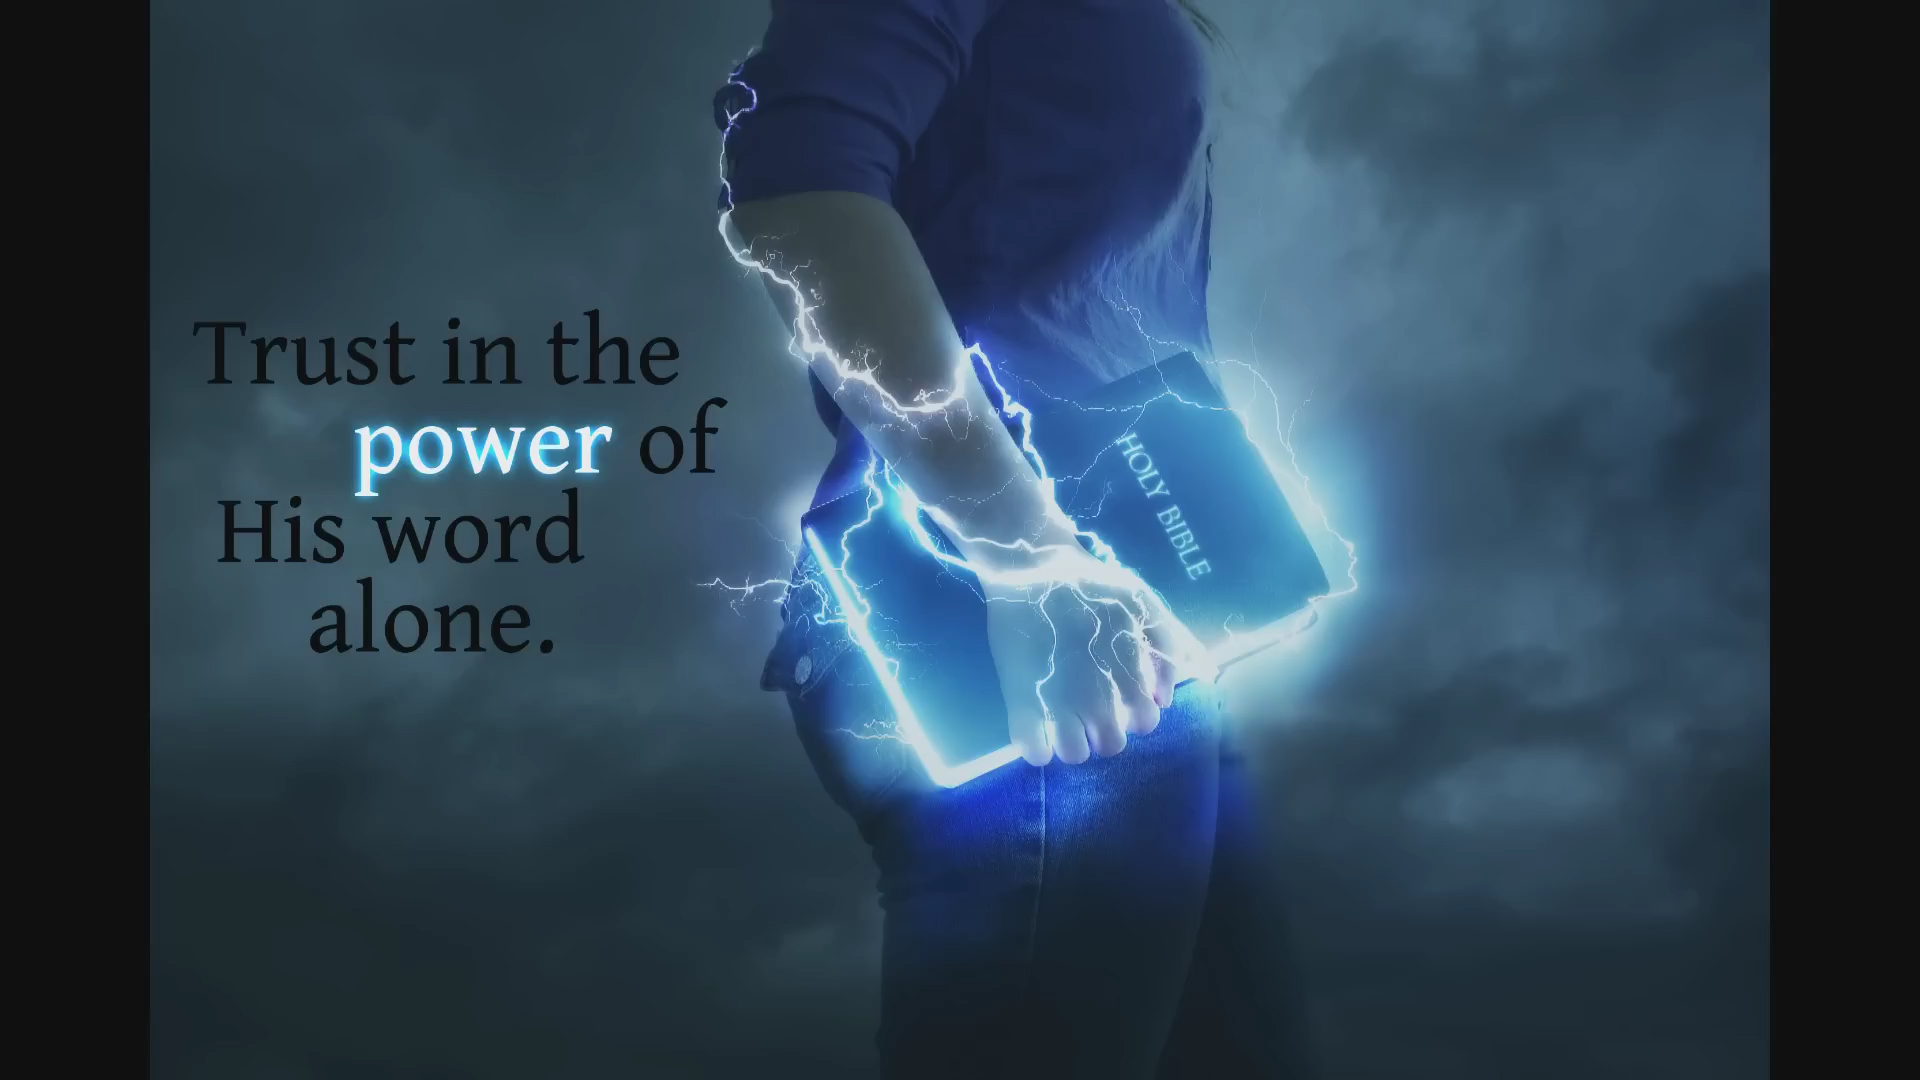 Trust in the
power of
His word
alone.
HOLY BIBLE